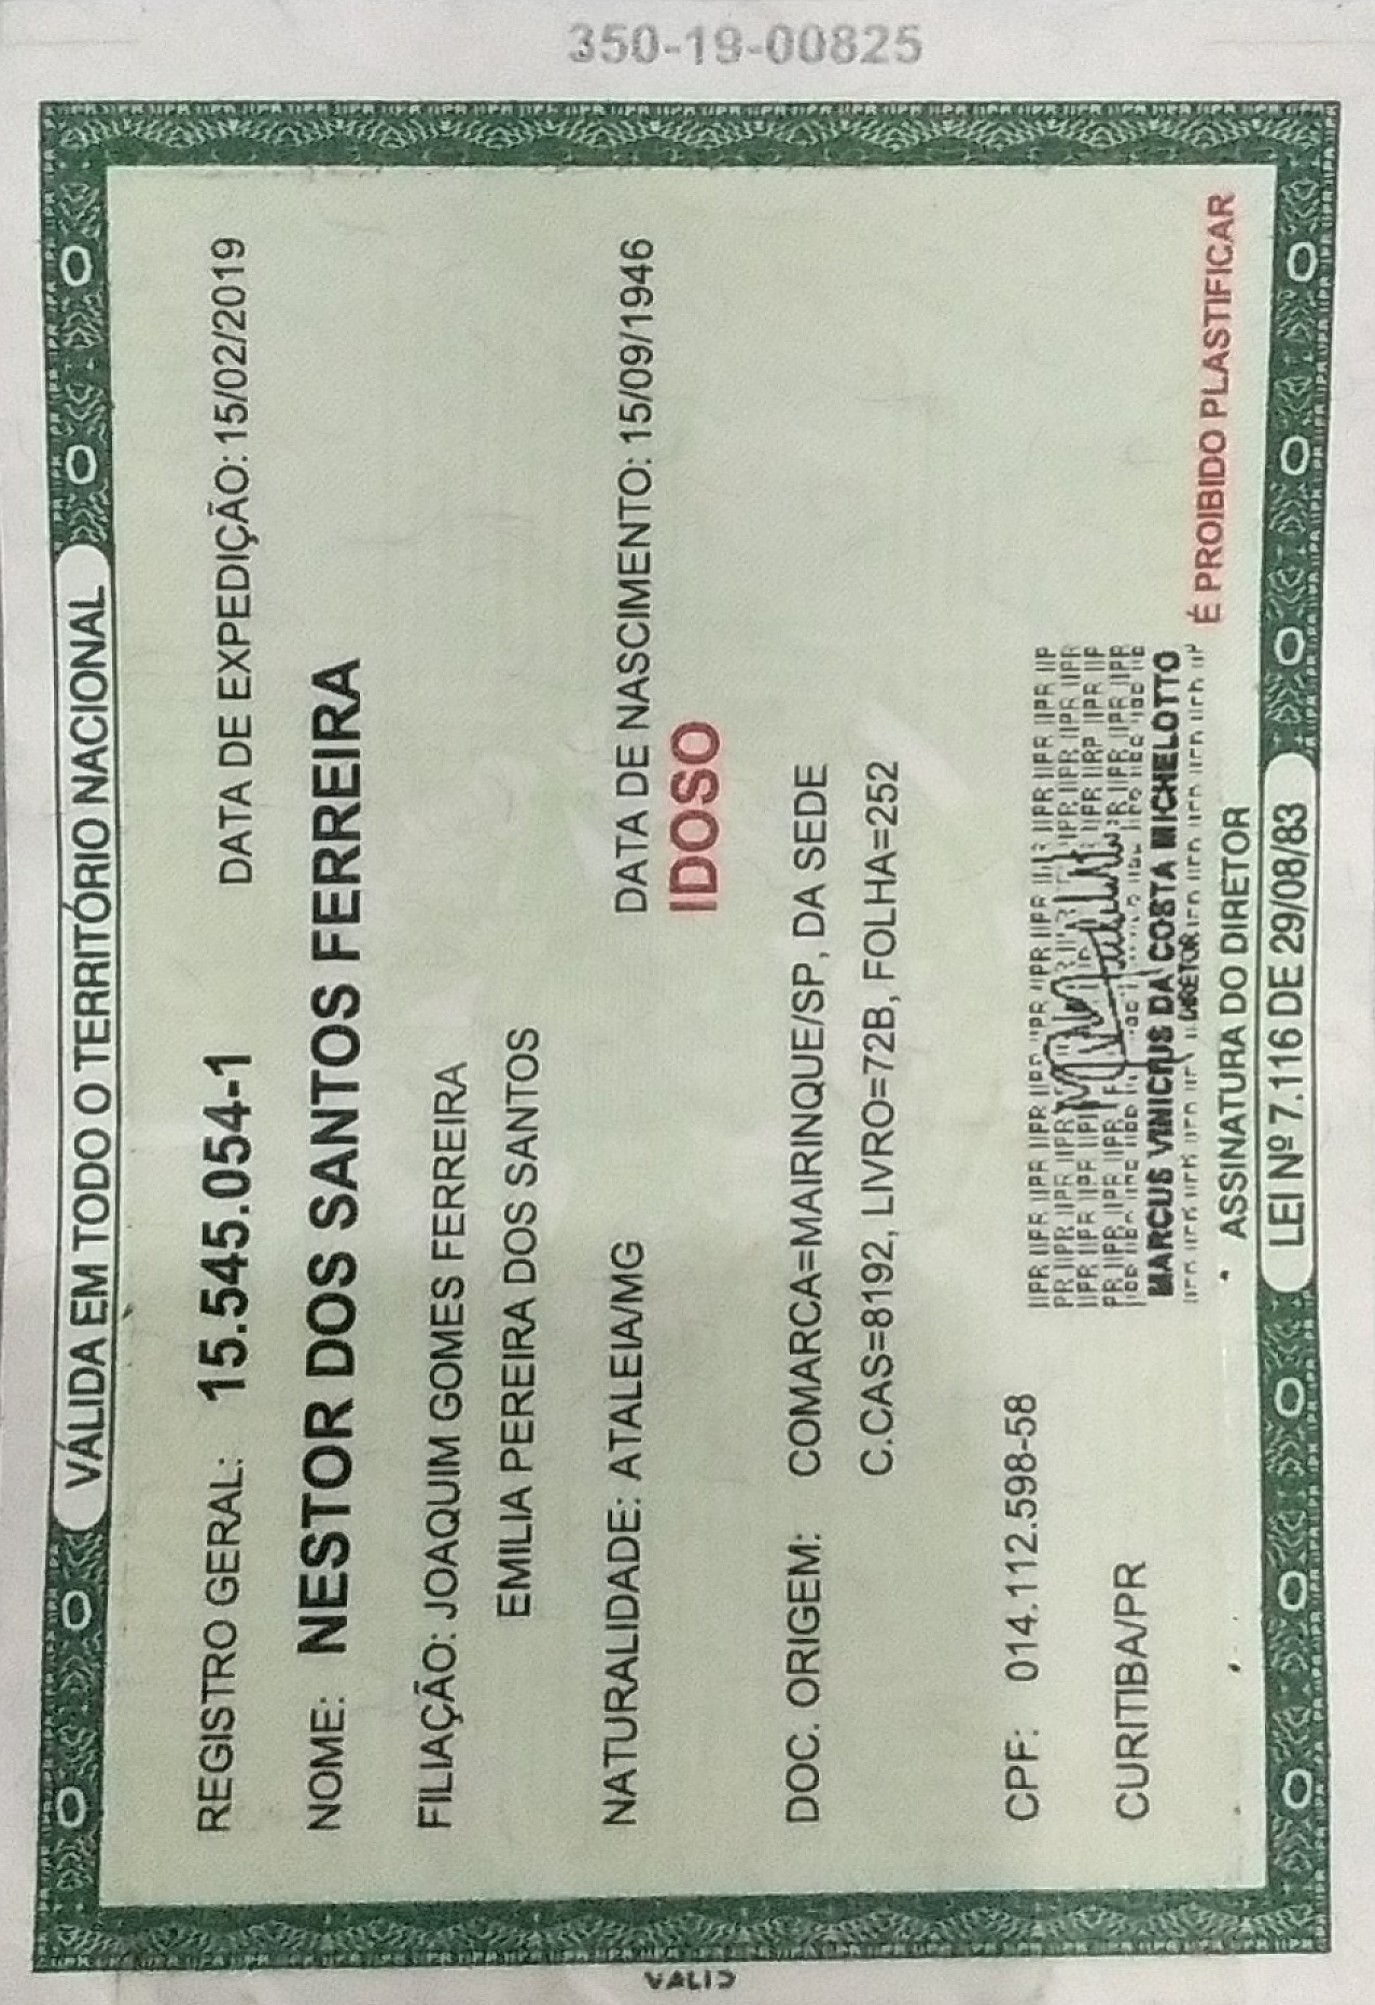 350-19-00825
VÁLIDA EM TODO O TERRITÓRIO NACIONAL
REGISTRO GERAL: 15.545.054-1 DATA DE EXPEDIÇÃO: 15/02/2019
NOME: NESTOR DOS SANTOS FERREIRA
FILIAÇÃO: JOAQUIM GOMES FERREIRA
EMILIA PEREIRA DOS SANTOS
NATURALIDADE: ATALEIA/MG DATA DE NASCIMENTO: 15/09/1946
IDOSO
DOC. ORIGEM: COMARCA=MAIRINQUE/SP, DA SEDE
C.CAS=8192, LIVRO=72B, FOLHA=252
CPF: 014.112.598-58
CURITIBA/PR
MARCUS VINICIUS DA COSTA MICHELOTTO
DIRETOR
É PROIBIDO PLASTIFICAR
ASSINATURA DO DIRETOR
LEI Nº 7.116 DE 29/08/83
VALID